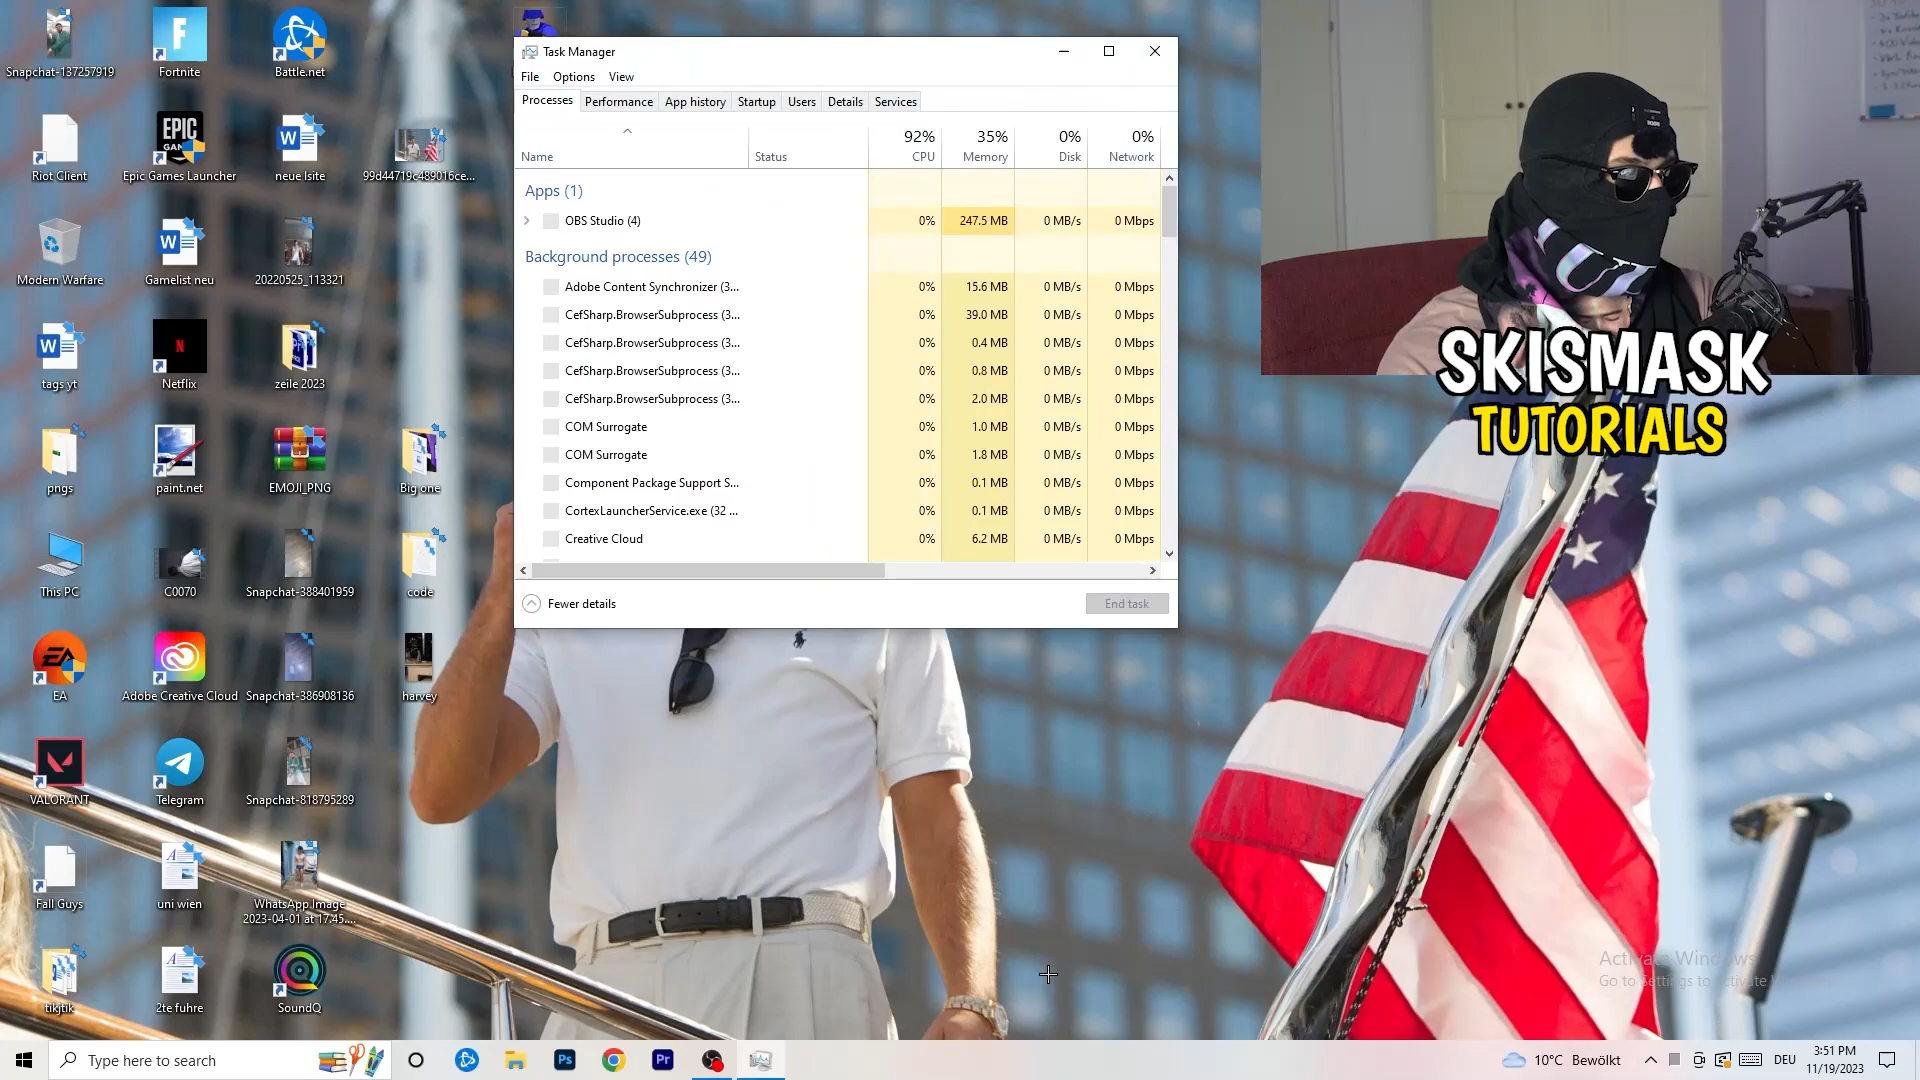 Snapchat-137257919
Fortnite
Battle.net
EPIC
GAMES
Riot Client
Epic Games Launcher
neue lsite
99d44719c489016ce...
Modern Warfare
Gamelist neu
20220525_113321
tags yt
Netflix
zeile 2023
pngs
paint.net
EMOJI_PNG
Big one
This PC
C0070
Snapchat-388401959
code
EA
Adobe Creative Cloud
Snapchat-386908136
harvey
VALORANT
Telegram
Snapchat-818795289
Fall Guys
uni wien
WhatsApp Image
2023-04-01 at 17.45....
tikjtik
2te fuhre
SoundQ
Task Manager
File Options View
Processes Performance App history Startup Users Details Services
92% 35% 0% 0%
Name Status CPU Memory Disk Network
Apps (1)
OBS Studio (4) 0% 247.5 MB 0 MB/s 0 Mbps
Background processes (49)
Adobe Content Synchronizer (3... 0% 15.6 MB 0 MB/s 0 Mbps
CefSharp.BrowserSubprocess (3... 0% 39.0 MB 0 MB/s 0 Mbps
CefSharp.BrowserSubprocess (3... 0% 0.4 MB 0 MB/s 0 Mbps
CefSharp.BrowserSubprocess (3... 0% 0.8 MB 0 MB/s 0 Mbps
CefSharp.BrowserSubprocess (3... 0% 2.0 MB 0 MB/s 0 Mbps
COM Surrogate 0% 1.0 MB 0 MB/s 0 Mbps
COM Surrogate 0% 1.8 MB 0 MB/s 0 Mbps
Component Package Support S... 0% 0.1 MB 0 MB/s 0 Mbps
CortexLauncherService.exe (32 ... 0% 0.1 MB 0 MB/s 0 Mbps
Creative Cloud 0% 6.2 MB 0 MB/s 0 Mbps
Fewer details
End task
SKISMASK
TUTORIALS
Activate Windows
Go to Settings to activate
Type here to search
Ps
Pr
10°C Bewölkt
DEU
3:51 PM
11/19/2023